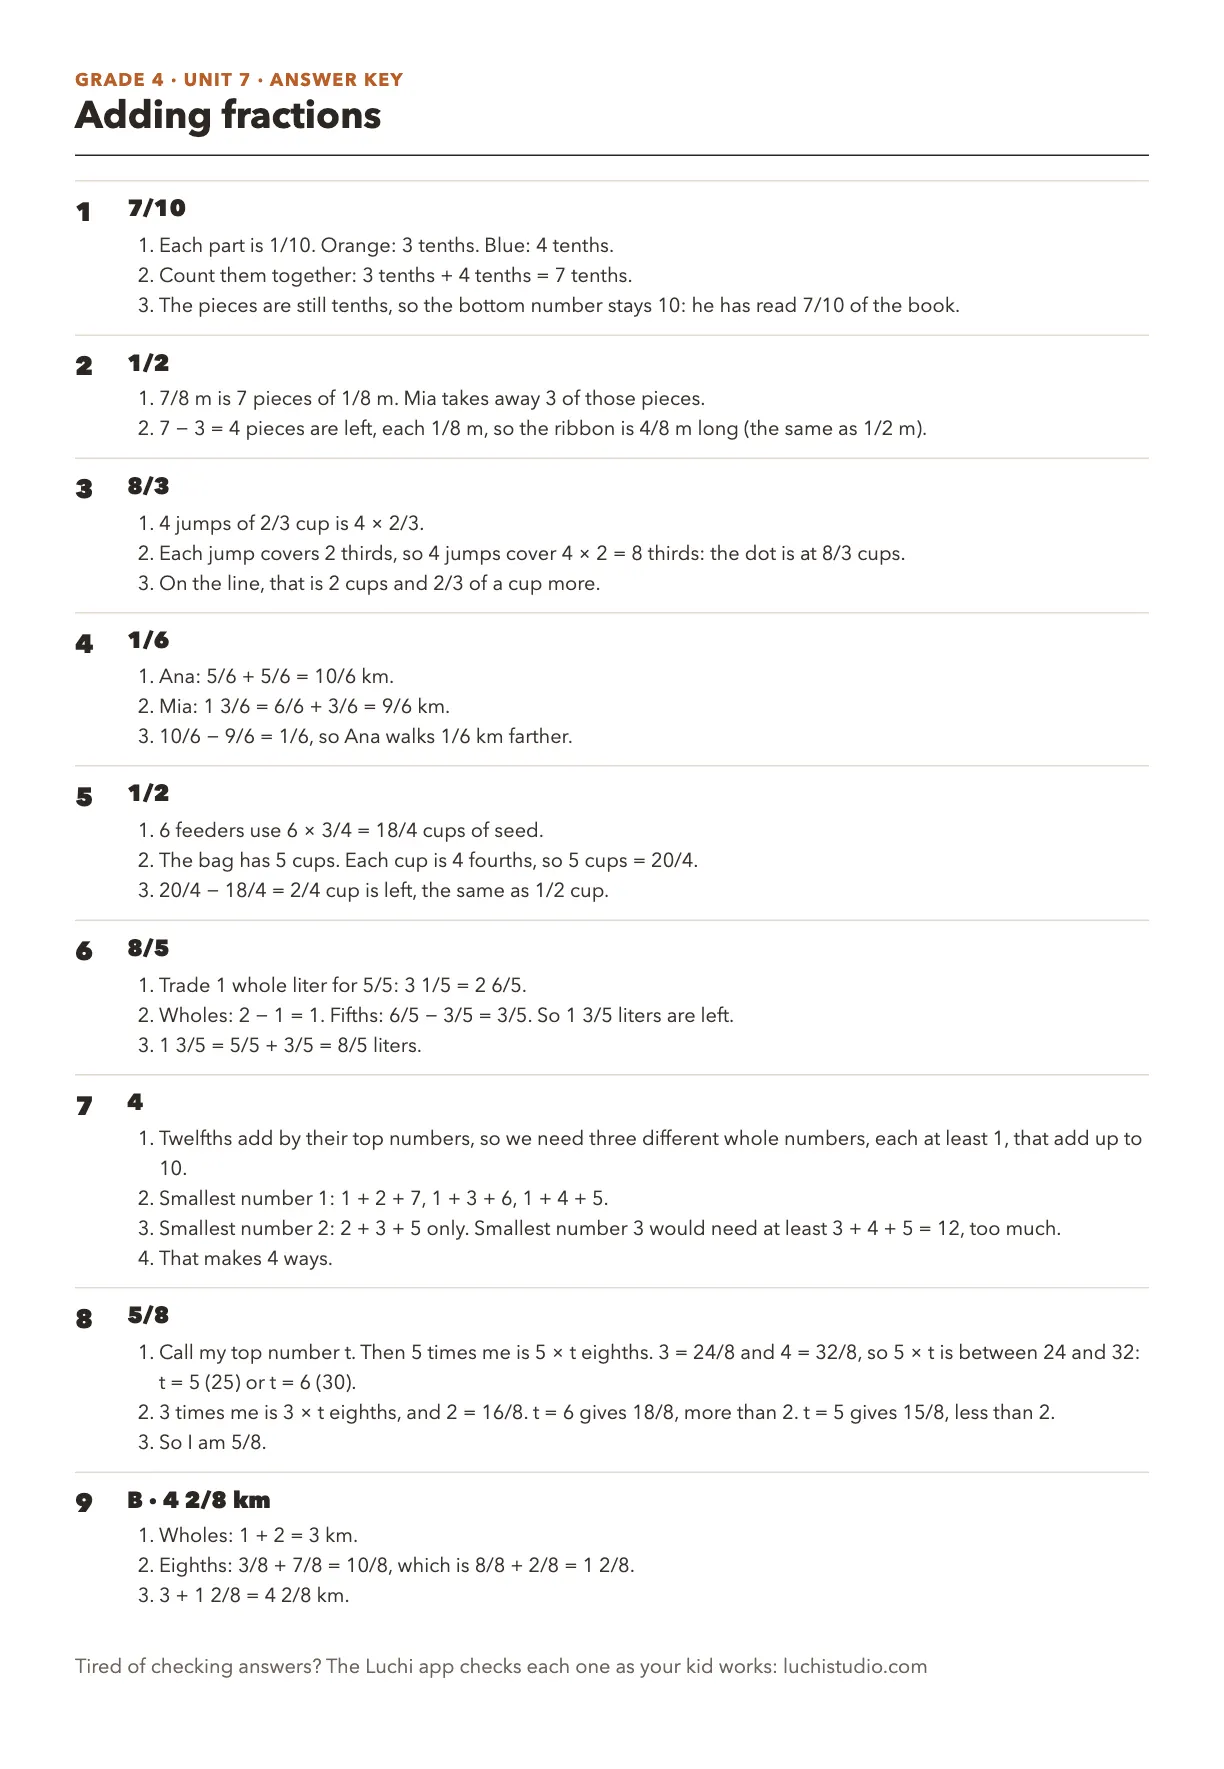 GRADE 4 · UNIT 7 · ANSWER KEY
Adding fractions
1 7/10
1. Each part is 1/10. Orange: 3 tenths. Blue: 4 tenths.
2. Count them together: 3 tenths + 4 tenths = 7 tenths.
3. The pieces are still tenths, so the bottom number stays 10: he has read 7/10 of the book.
2 1/2
1. 7/8 m is 7 pieces of 1/8 m. Mia takes away 3 of those pieces.
2. 7 − 3 = 4 pieces are left, each 1/8 m, so the ribbon is 4/8 m long (the same as 1/2 m).
3 8/3
1. 4 jumps of 2/3 cup is 4 × 2/3.
2. Each jump covers 2 thirds, so 4 jumps cover 4 × 2 = 8 thirds: the dot is at 8/3 cups.
3. On the line, that is 2 cups and 2/3 of a cup more.
4 1/6
1. Ana: 5/6 + 5/6 = 10/6 km.
2. Mia: 1 3/6 = 6/6 + 3/6 = 9/6 km.
3. 10/6 − 9/6 = 1/6, so Ana walks 1/6 km farther.
5 1/2
1. 6 feeders use 6 × 3/4 = 18/4 cups of seed.
2. The bag has 5 cups. Each cup is 4 fourths, so 5 cups = 20/4.
3. 20/4 − 18/4 = 2/4 cup is left, the same as 1/2 cup.
6 8/5
1. Trade 1 whole liter for 5/5: 3 1/5 = 2 6/5.
2. Wholes: 2 − 1 = 1. Fifths: 6/5 − 3/5 = 3/5. So 1 3/5 liters are left.
3. 1 3/5 = 5/5 + 3/5 = 8/5 liters.
7 4
1. Twelfths add by their top numbers, so we need three different whole numbers, each at least 1, that add up to
10.
2. Smallest number 1: 1 + 2 + 7, 1 + 3 + 6, 1 + 4 + 5.
3. Smallest number 2: 2 + 3 + 5 only. Smallest number 3 would need at least 3 + 4 + 5 = 12, too much.
4. That makes 4 ways.
8 5/8
1. Call my top number t. Then 5 times me is 5 × t eighths. 3 = 24/8 and 4 = 32/8, so 5 × t is between 24 and 32:
t = 5 (25) or t = 6 (30).
2. 3 times me is 3 × t eighths, and 2 = 16/8. t = 6 gives 18/8, more than 2. t = 5 gives 15/8, less than 2.
3. So I am 5/8.
9 B · 4 2/8 km
1. Wholes: 1 + 2 = 3 km.
2. Eighths: 3/8 + 7/8 = 10/8, which is 8/8 + 2/8 = 1 2/8.
3. 3 + 1 2/8 = 4 2/8 km.
Tired of checking answers? The Luchi app checks each one as your kid works: luchistudio.com